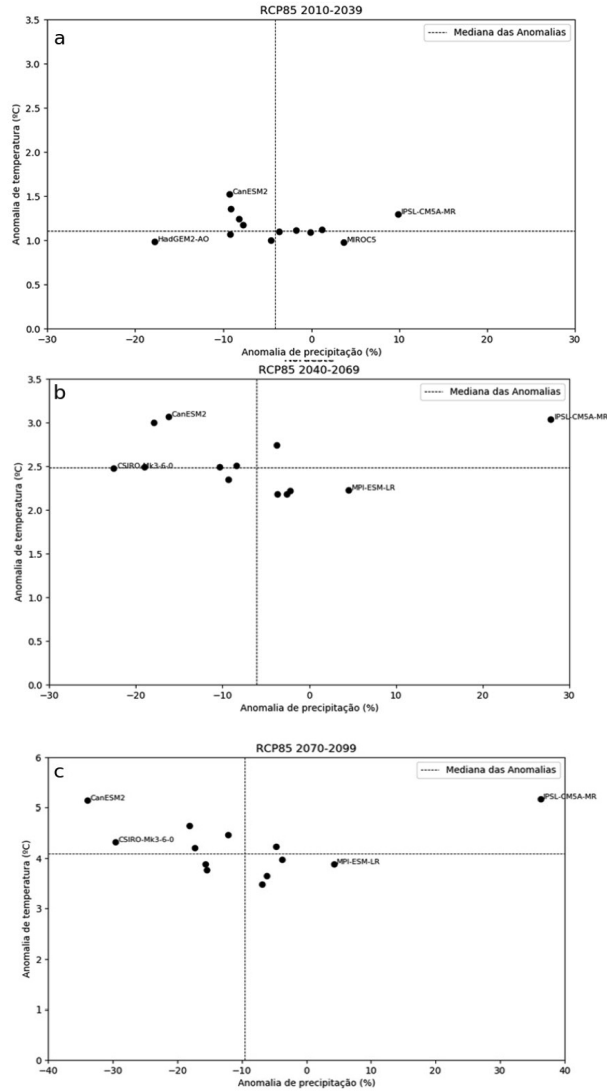 RCP85 2010-2039
a
Mediana das Anomalias
Anomalia de temperatura (ºC)
3.5
3.0
2.5
2.0
1.5
1.0
0.5
0.0
CanESM2
IPSL-CM5A-MR
HadGEM2-AO
MIROC5
−30
−20
−10
0
10
20
30
Anomalia de precipitação (%)
RCP85 2040-2069
b
Mediana das Anomalias
Anomalia de temperatura (ºC)
3.5
3.0
2.5
2.0
1.5
1.0
0.5
0.0
CanESM2
IPSL-CM5A-MR
CSIRO-Mk3-6-0
MPI-ESM-LR
−30
−20
−10
0
10
20
30
Anomalia de precipitação (%)
RCP85 2070-2099
c
Mediana das Anomalias
Anomalia de temperatura (ºC)
6
5
4
3
2
1
0
CanESM2
IPSL-CM5A-MR
CSIRO-Mk3-6-0
MPI-ESM-LR
−40
−30
−20
−10
0
10
20
30
40
Anomalia de precipitação (%)